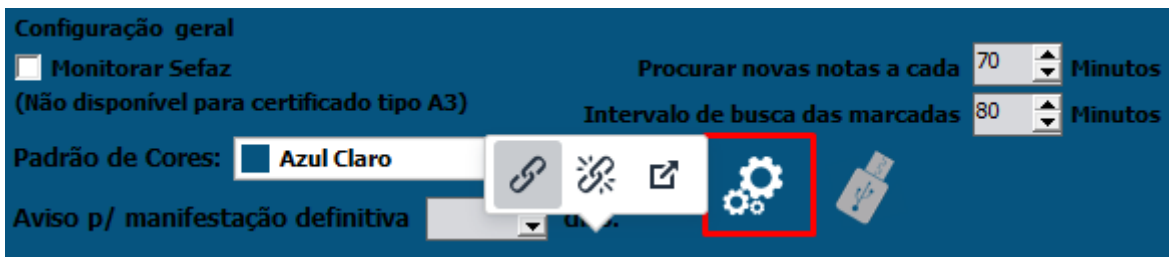 Configuração geral
Monitorar Sefaz
Procurar novas notas a cada 70 Minutos
(Não disponível para certificado tipo A3)
Intervalo de busca das marcadas 80 Minutos
Padrão de Cores: Azul Claro
Aviso p/ manifestação definitiva